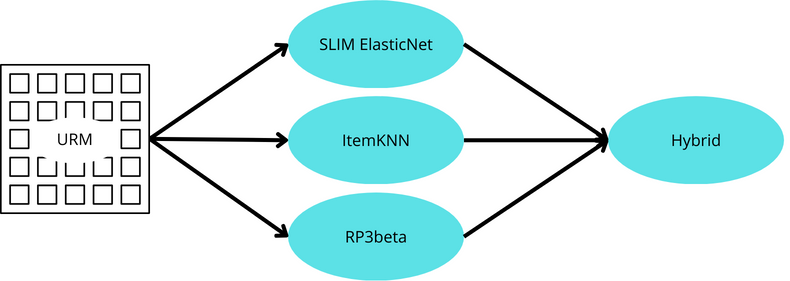 SLIM ElasticNet
URM
ItemKNN
Hybrid
RP3beta